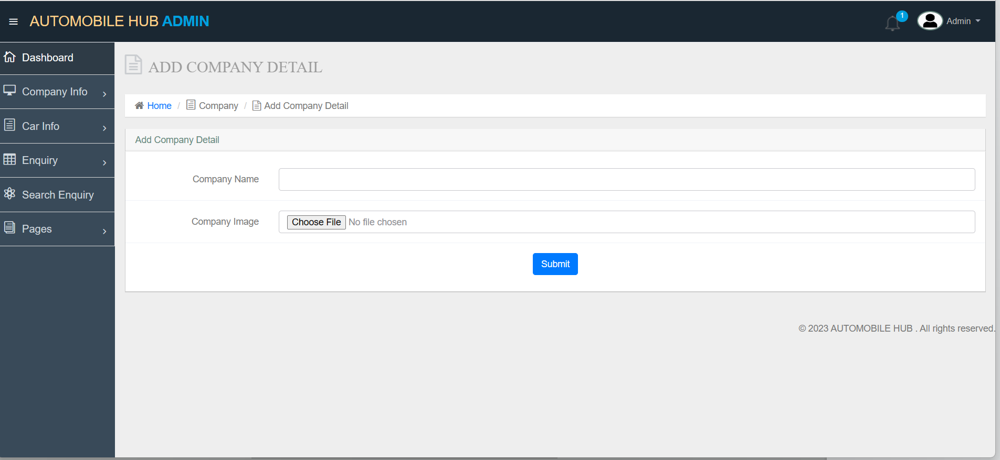 AUTOMOBILE HUB ADMIN
1
Admin
Dashboard
Company Info
Car Info
Enquiry
Search Enquiry
Pages
ADD COMPANY DETAIL
Home / Company / Add Company Detail
Add Company Detail
Company Name
Company Image
Choose File No file chosen
Submit
© 2023 AUTOMOBILE HUB . All rights reserved.